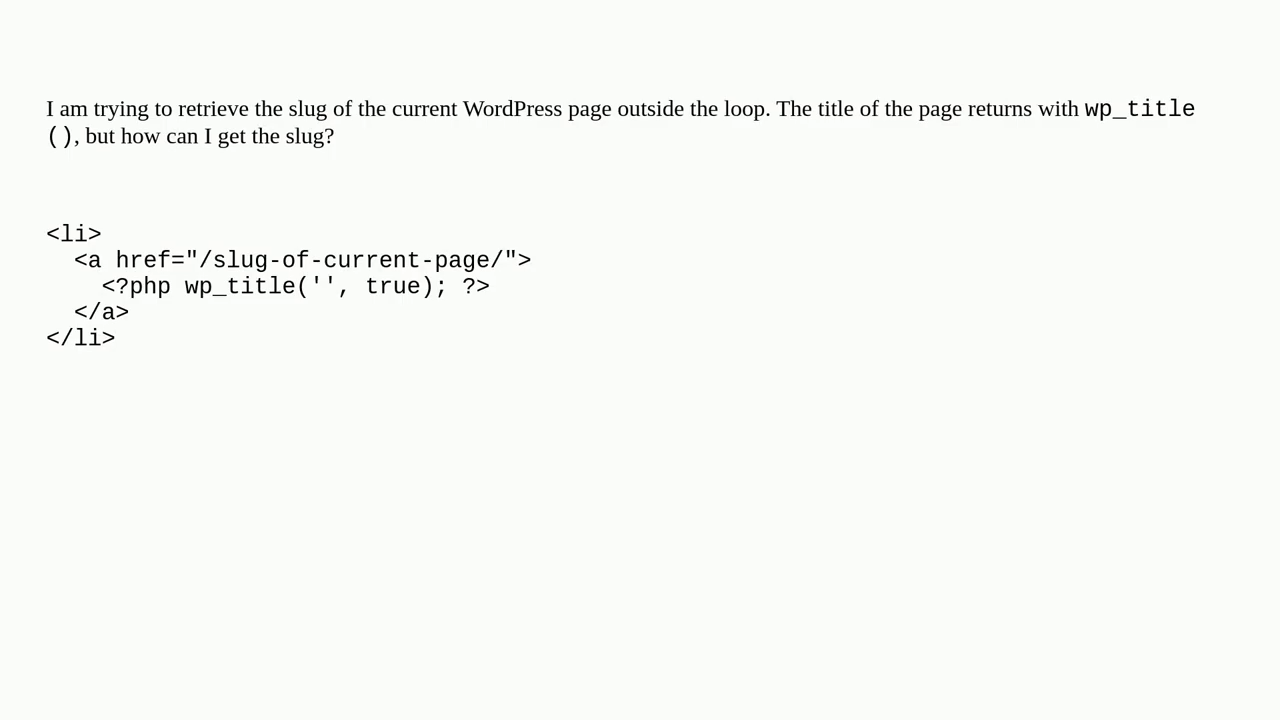 I am trying to retrieve the slug of the current WordPress page outside the loop. The title of the page returns with wp_title
(), but how can I get the slug?
<li>
  <a href="/slug-of-current-page/">
    <?php wp_title('', true); ?>
  </a>
</li>